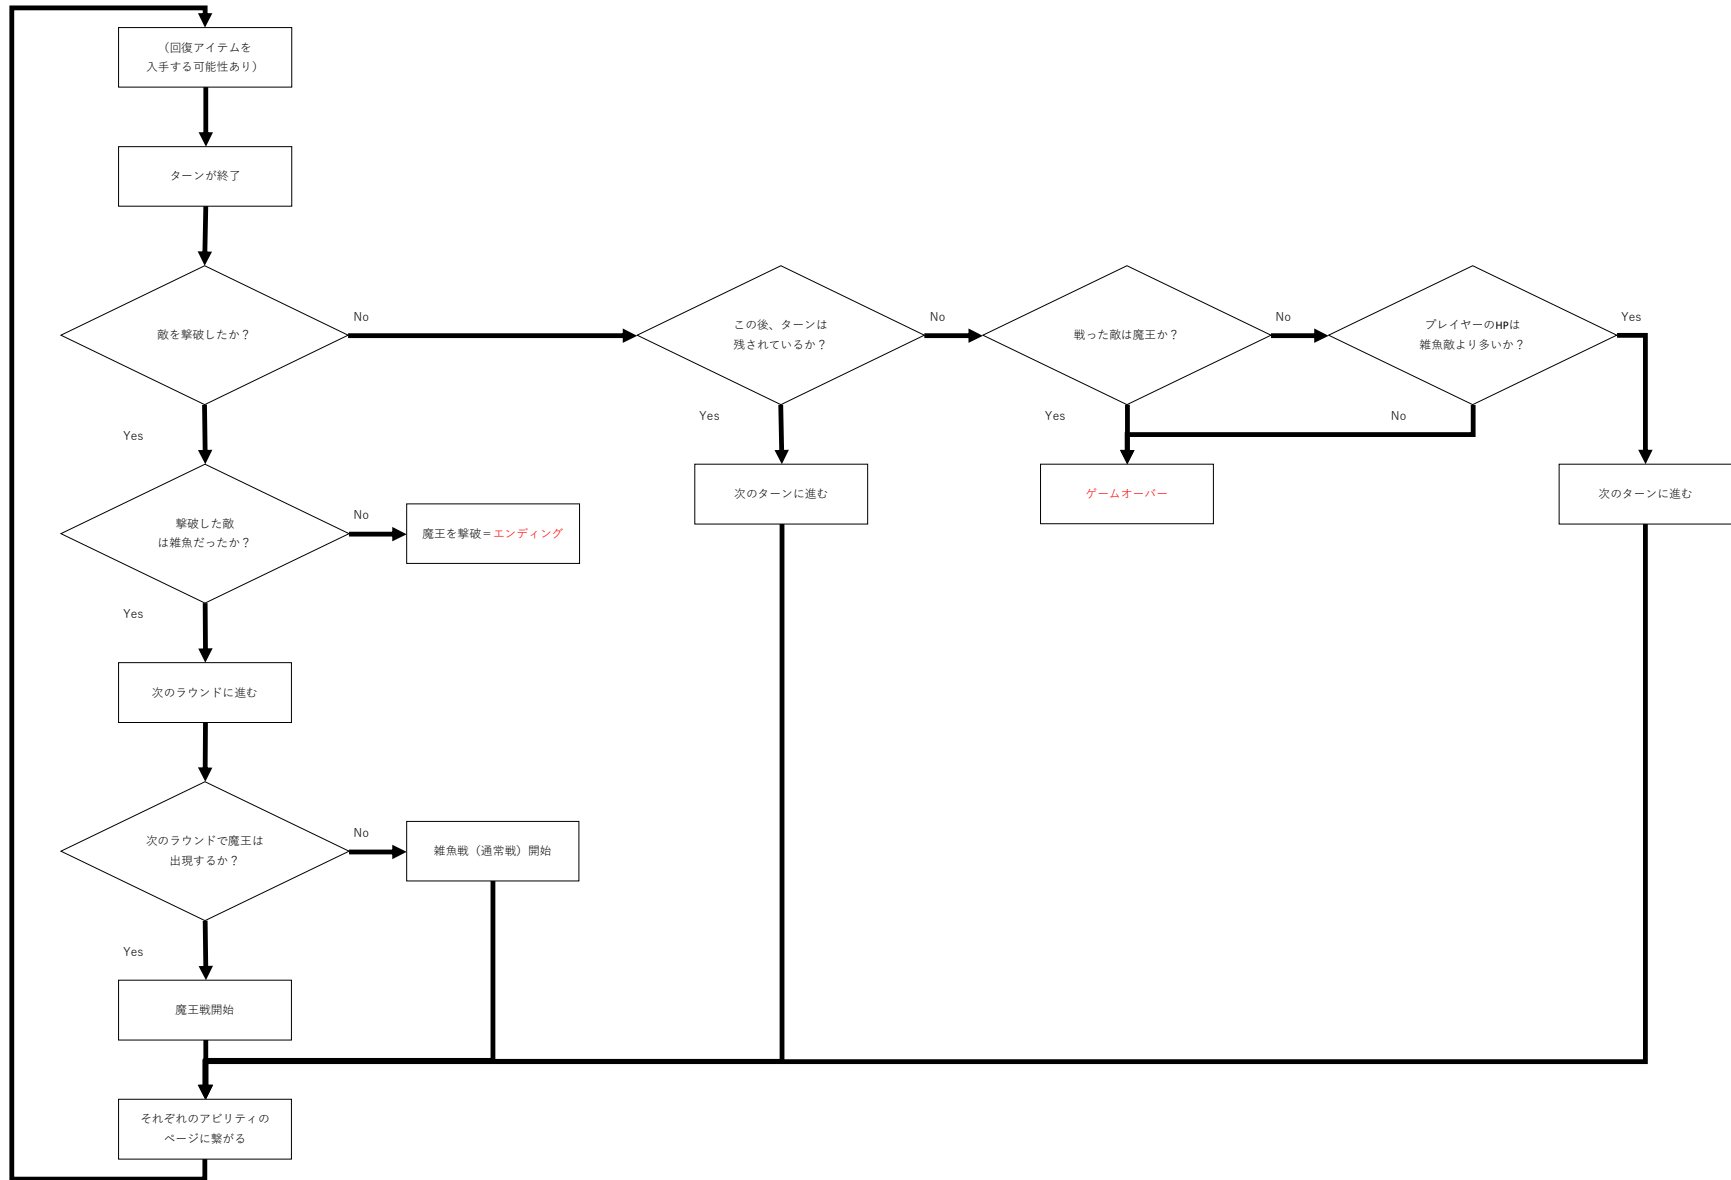 （回復アイテムを
入手する可能性あり）
ターンが終了
敵を撃破したか？
No
この後、ターンは
残されているか？
No
戦った敵は魔王か？
No
プレイヤーのHPは
雑魚敵より多いか？
Yes
Yes
Yes
Yes
No
撃破した敵
は雑魚だったか？
No
魔王を撃破＝エンディング
次のターンに進む
ゲームオーバー
次のターンに進む
Yes
次のラウンドに進む
次のラウンドで魔王は
出現するか？
No
雑魚戦（通常戦）開始
Yes
魔王戦開始
それぞれのアビリティの
ページに繋がる